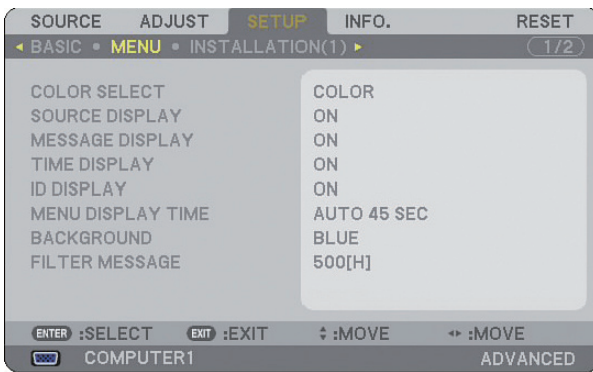 SOURCE ADJUST SETUP INFO. RESET
BASIC • MENU • INSTALLATION(1) 1/2
COLOR SELECT COLOR
SOURCE DISPLAY ON
MESSAGE DISPLAY ON
TIME DISPLAY ON
ID DISPLAY ON
MENU DISPLAY TIME AUTO 45 SEC
BACKGROUND BLUE
FILTER MESSAGE 500[H]
ENTER :SELECT EXIT :EXIT :MOVE :MOVE
COMPUTER1 ADVANCED